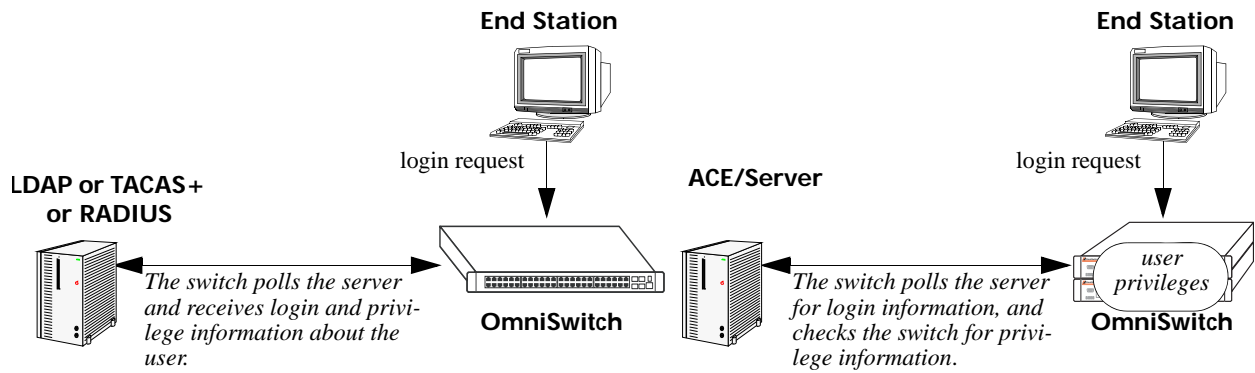 End Station
login request
LDAP or TACAS+
or RADIUS
The switch polls the server
and receives login and privi-
lege information about the
user.
OmniSwitch
End Station
login request
ACE/Server
The switch polls the server
for login information, and
checks the switch for privi-
lege information.
user
privileges
OmniSwitch